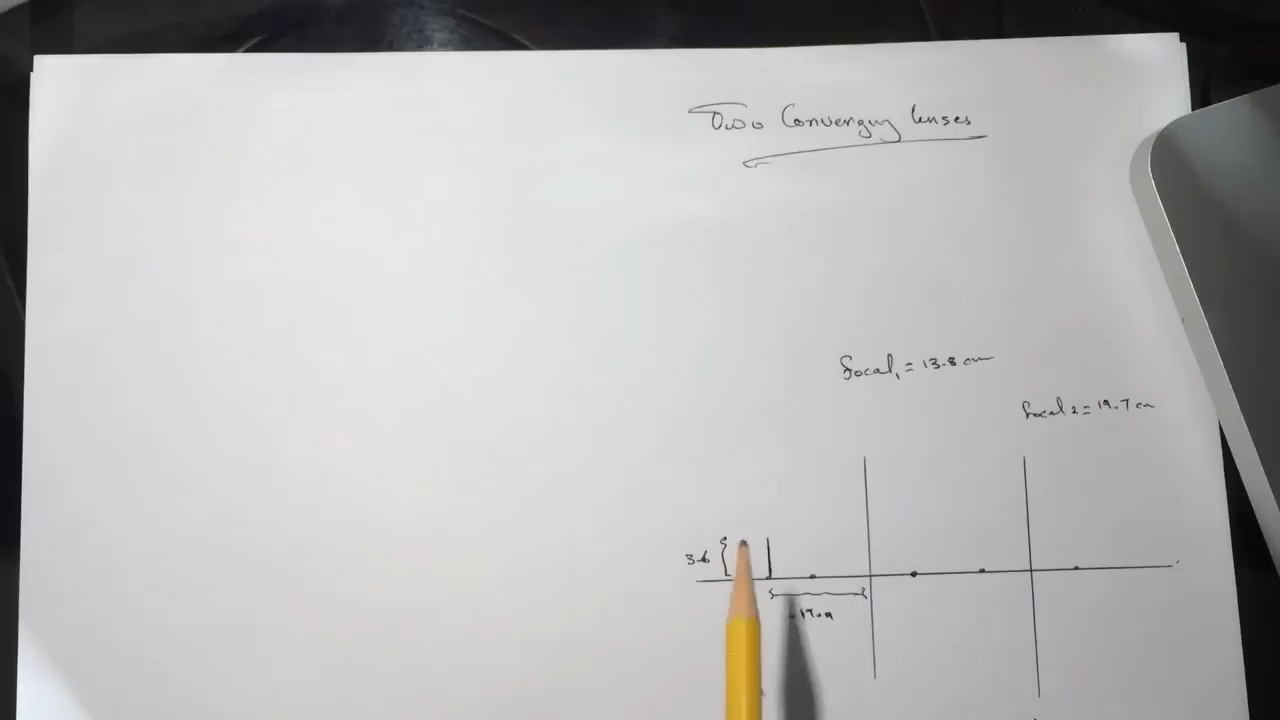 Two Converging lenses
focal₁ = 13.8 cm
focal 2 = 19.7 cm
3.6